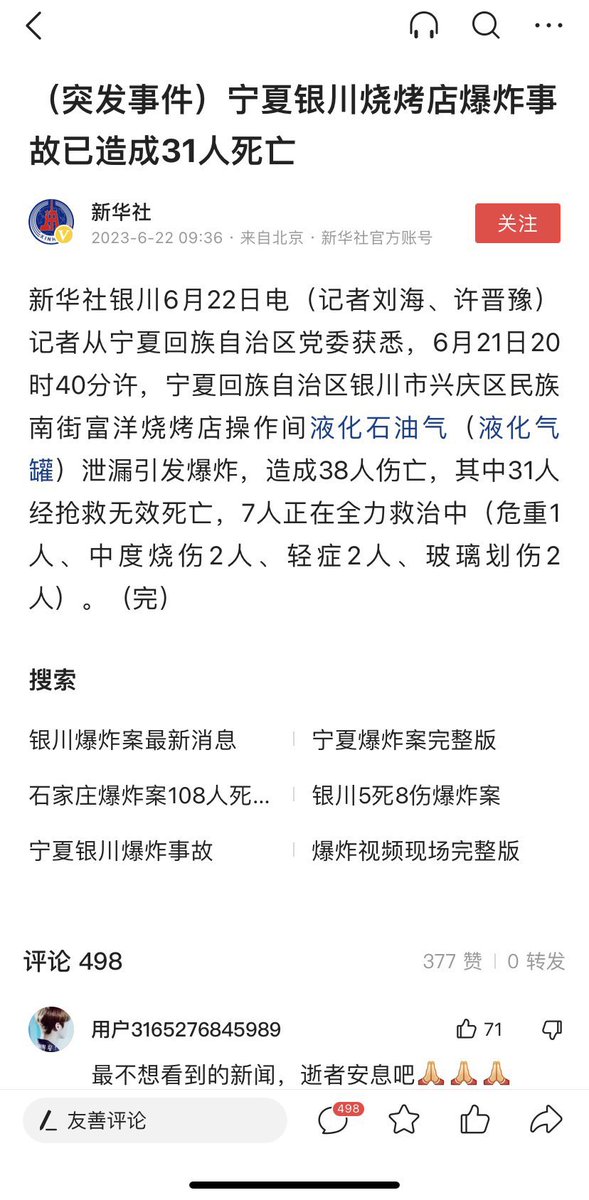 （突发事件）宁夏银川烧烤店爆炸事
故已造成31人死亡
新华社
2023-6-22 09:36 · 来自北京 · 新华社官方账号
关注
新华社银川6月22日电（记者刘海、许晋豫）
记者从宁夏回族自治区党委获悉，6月21日20
时40分许，宁夏回族自治区银川市兴庆区民族
南街富洋烧烤店操作间液化石油气（液化气
罐）泄漏引发爆炸，造成38人伤亡，其中31人
经抢救无效死亡，7人正在全力救治中（危重1
人、中度烧伤2人、轻症2人、玻璃划伤2
人）。（完）
搜索
银川爆炸案最新消息
宁夏爆炸案完整版
石家庄爆炸案108人死...
银川5死8伤爆炸案
宁夏银川爆炸事故
爆炸视频现场完整版
评论 498
377 赞
0 转发
用户3165276845989
71
最不想看到的新闻，逝者安息吧🙏🙏🙏
友善评论
498